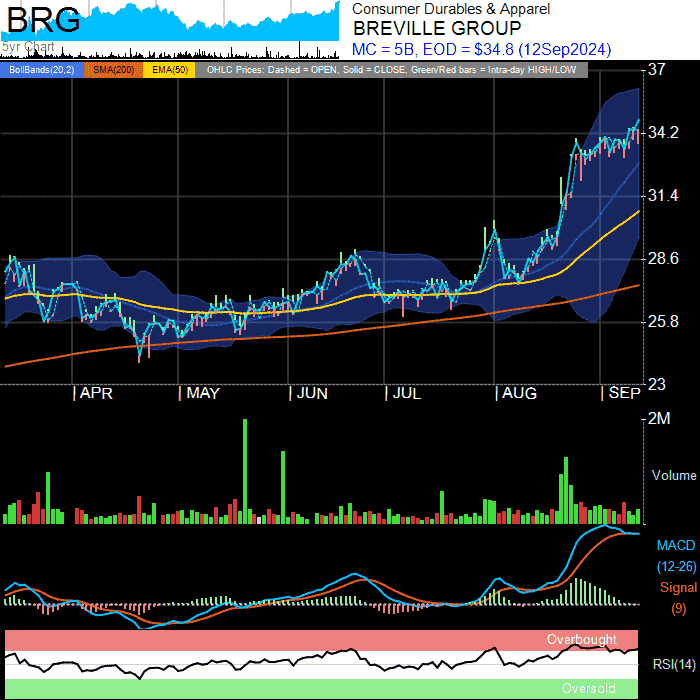 BRG
5yr Chart
Consumer Durables & Apparel
BREVILLE GROUP
MC = 5B, EOD = $34.8 (12Sep2024)
BollBands(20,2) SMA(200) EMA(50) OHLC Prices: Dashed = OPEN, Solid = CLOSE, Green/Red bars = Intra-day HIGH/LOW
37
34.2
31.4
28.6
25.8
23
APR MAY JUN JUL AUG SEP
2M
Volume
MACD
(12-26)
Signal
(9)
Overbought
RSI(14)
Oversold